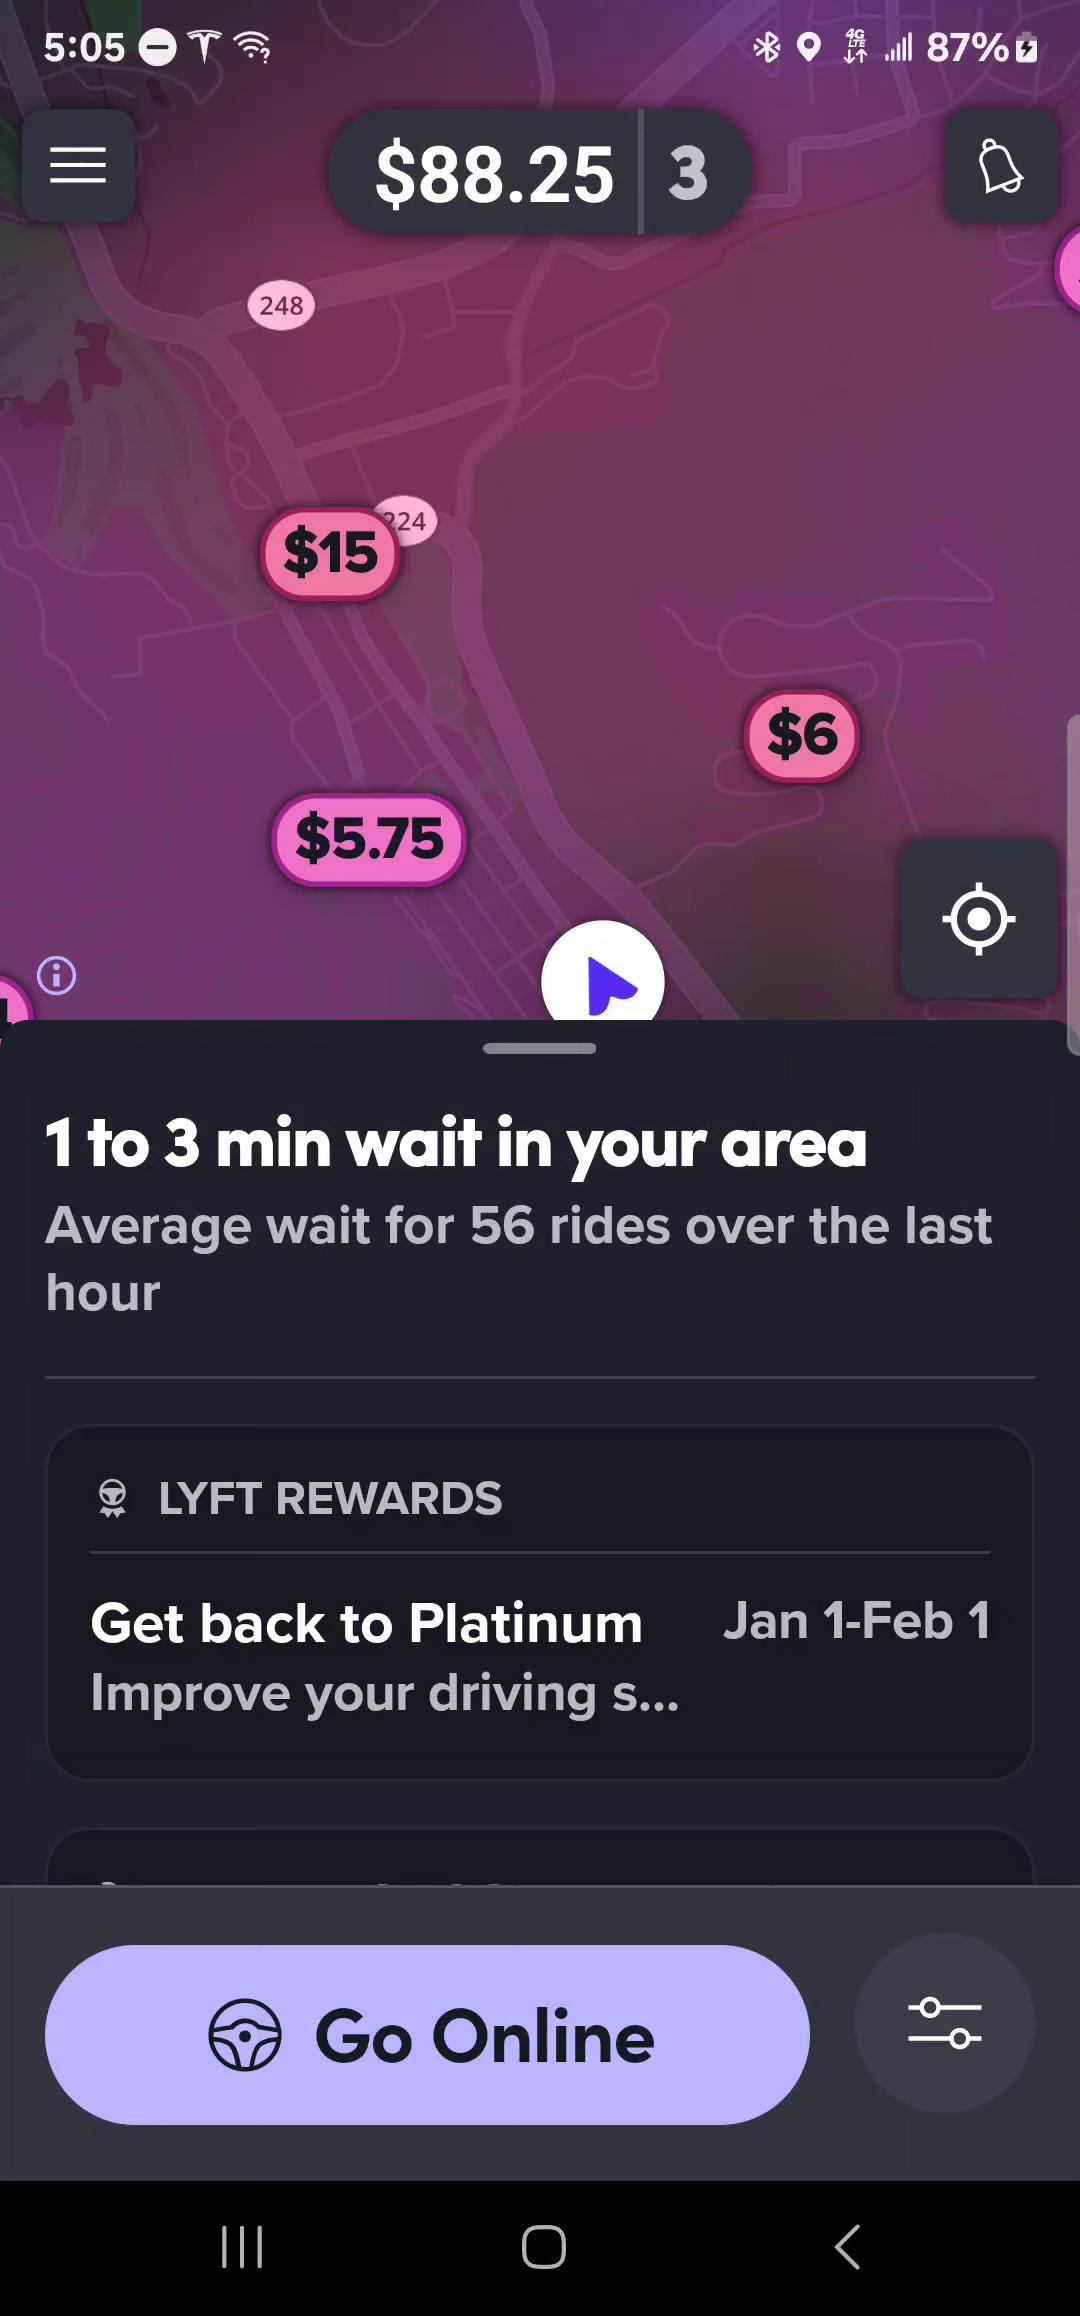 5:05
4G
LTE
87%
$88.25 3
248
224
$15
$6
$5.75
1 to 3 min wait in your area
Average wait for 56 rides over the last
hour
LYFT REWARDS
Get back to Platinum
Jan 1-Feb 1
Improve your driving s...
Go Online